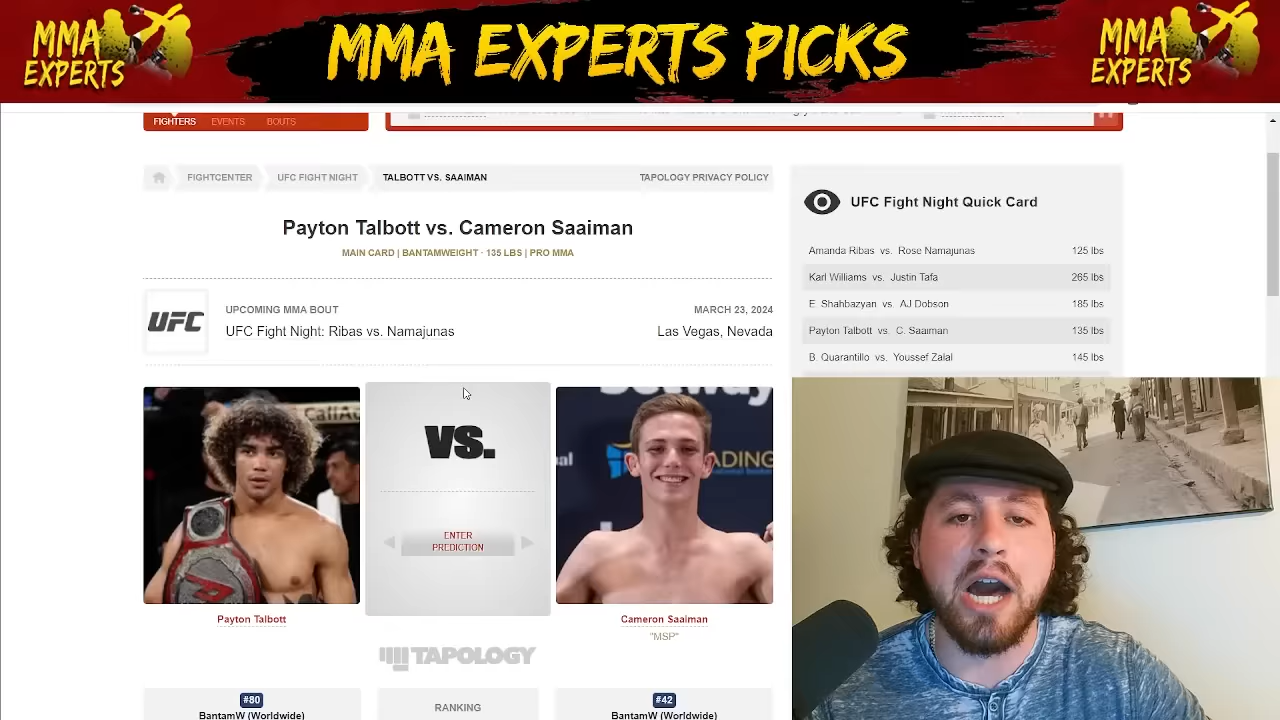 MMA
EXPERTS
MMA EXPERTS PICKS
MMA
EXPERTS
FIGHTERS EVENTS BOUTS
FIGHTCENTER UFC FIGHT NIGHT TALBOTT VS. SAAIMAN TAPOLOGY PRIVACY POLICY
Payton Talbott vs. Cameron Saaiman
MAIN CARD | BANTAMWEIGHT · 135 LBS | PRO MMA
UFC
UPCOMING MMA BOUT MARCH 23, 2024
UFC Fight Night: Ribas vs. Namajunas Las Vegas, Nevada
VS.
ENTER
PREDICTION
ADING
Payton Talbott
Cameron Saaiman
"MSP"
TAPOLOGY
#80
BantamW (Worldwide)
RANKING
#42
BantamW (Worldwide)
UFC Fight Night Quick Card
Amanda Ribas vs. Rose Namajunas 125 lbs
Karl Williams vs. Justin Tafa 265 lbs
E. Shahbazyan vs. AJ Dobson 185 lbs
Payton Talbott vs. C. Saaiman 135 lbs
B. Quarantillo vs. Youssef Zalal 145 lbs